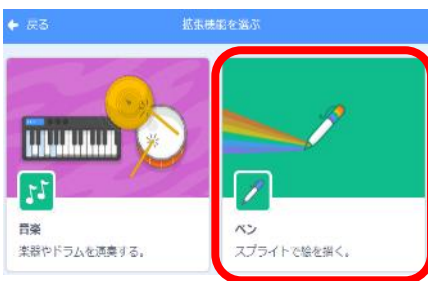 戻る
拡張機能を選ぶ
音楽
楽器やドラムを演奏する。
ペン
スプライトで絵を描く。